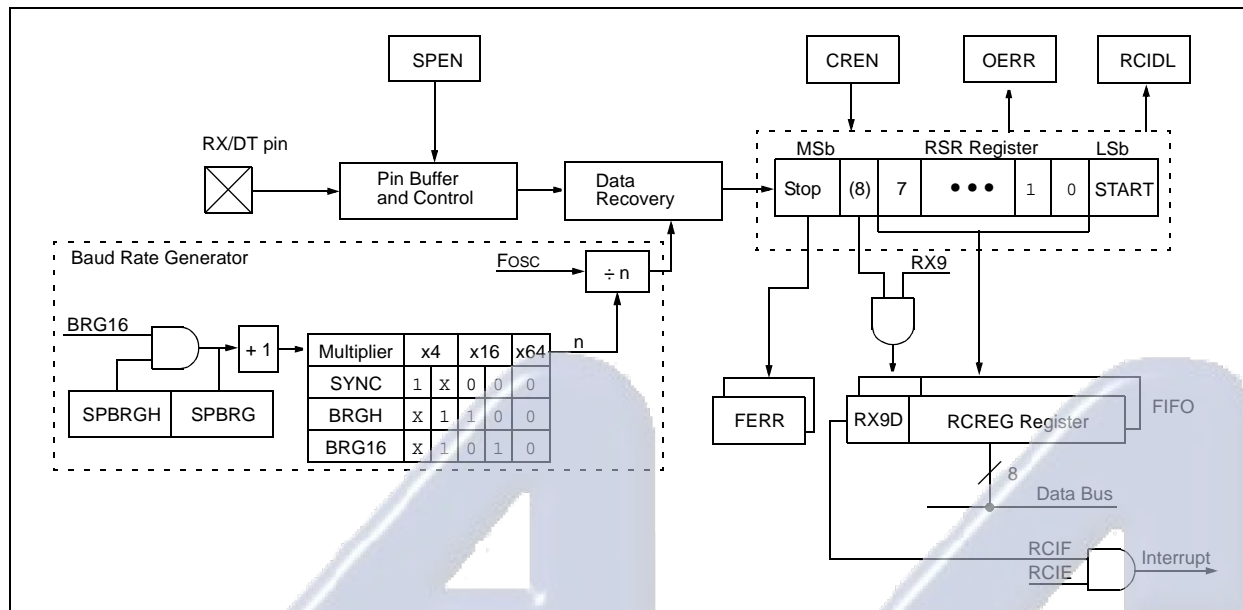 SPEN
CREN
OERR
RCIDL
RX/DT pin
MSb
RSR Register
LSb
Pin Buffer
and Control
Data
Recovery
Stop (8) 7 ••• 1 0 START
Baud Rate Generator
FOSC
÷ n
RX9
BRG16
+ 1
n
Multiplier x4 x16 x64
SYNC 1 X 0 0 0
BRGH X 1 1 0 0
BRG16 X 1 0 1 0
SPBRGH SPBRG
FERR
RX9D RCREG Register
FIFO
8
Data Bus
RCIF
RCIE
Interrupt